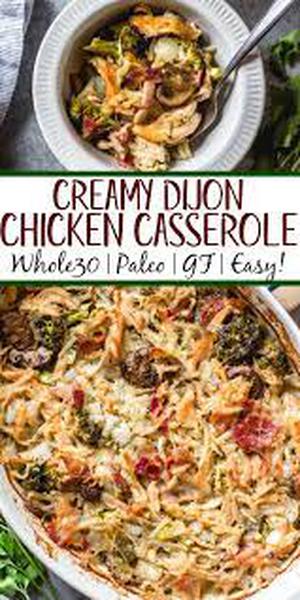 CREAMY DIJON
CHICKEN CASSEROLE
Whole30 | Paleo | GF | Easy!